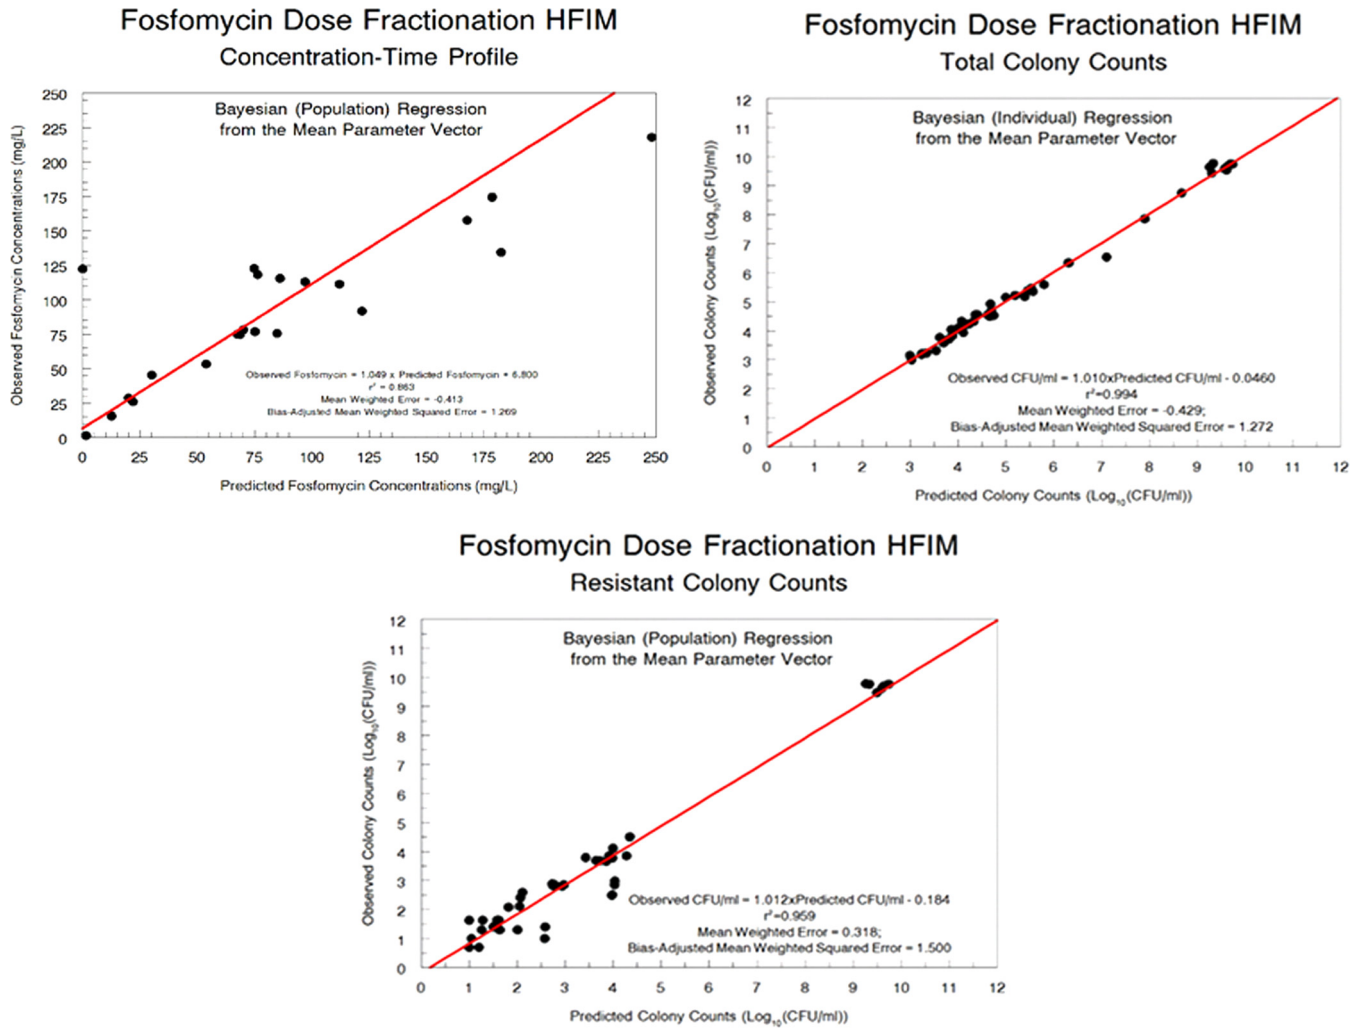 Fosfomycin Dose Fractionation HFIM
Concentration-Time Profile
Bayesian (Population) Regression
from the Mean Parameter Vector
250
225
200
175
150
125
100
75
50
25
0
Observed Fosfomycin Concentrations (mg/L)
Observed Fosfomycin = 1.049 x Predicted Fosfomycin + 6.800
r² = 0.863
Mean Weighted Error = -0.413
Bias-Adjusted Mean Weighted Squared Error = 1.269
0 25 50 75 100 125 150 175 200 225 250
Predicted Fosfomycin Concentrations (mg/L)
Fosfomycin Dose Fractionation HFIM
Total Colony Counts
Bayesian (Individual) Regression
from the Mean Parameter Vector
12
11
10
9
8
7
6
5
4
3
2
1
0
Observed Colony Counts (Log₁₀(CFU/ml))
Observed CFU/ml = 1.010xPredicted CFU/ml - 0.0460
r²=0.994
Mean Weighted Error = -0.429;
Bias-Adjusted Mean Weighted Squared Error = 1.272
0 1 2 3 4 5 6 7 8 9 10 11 12
Predicted Colony Counts (Log₁₀(CFU/ml))
Fosfomycin Dose Fractionation HFIM
Resistant Colony Counts
Bayesian (Population) Regression
from the Mean Parameter Vector
12
11
10
9
8
7
6
5
4
3
2
1
0
Observed Colony Counts (Log₁₀(CFU/ml))
Observed CFU/ml = 1.012xPredicted CFU/ml - 0.184
r²=0.959
Mean Weighted Error = 0.318;
Bias-Adjusted Mean Weighted Squared Error = 1.500
0 1 2 3 4 5 6 7 8 9 10 11 12
Predicted Colony Counts (Log₁₀(CFU/ml))